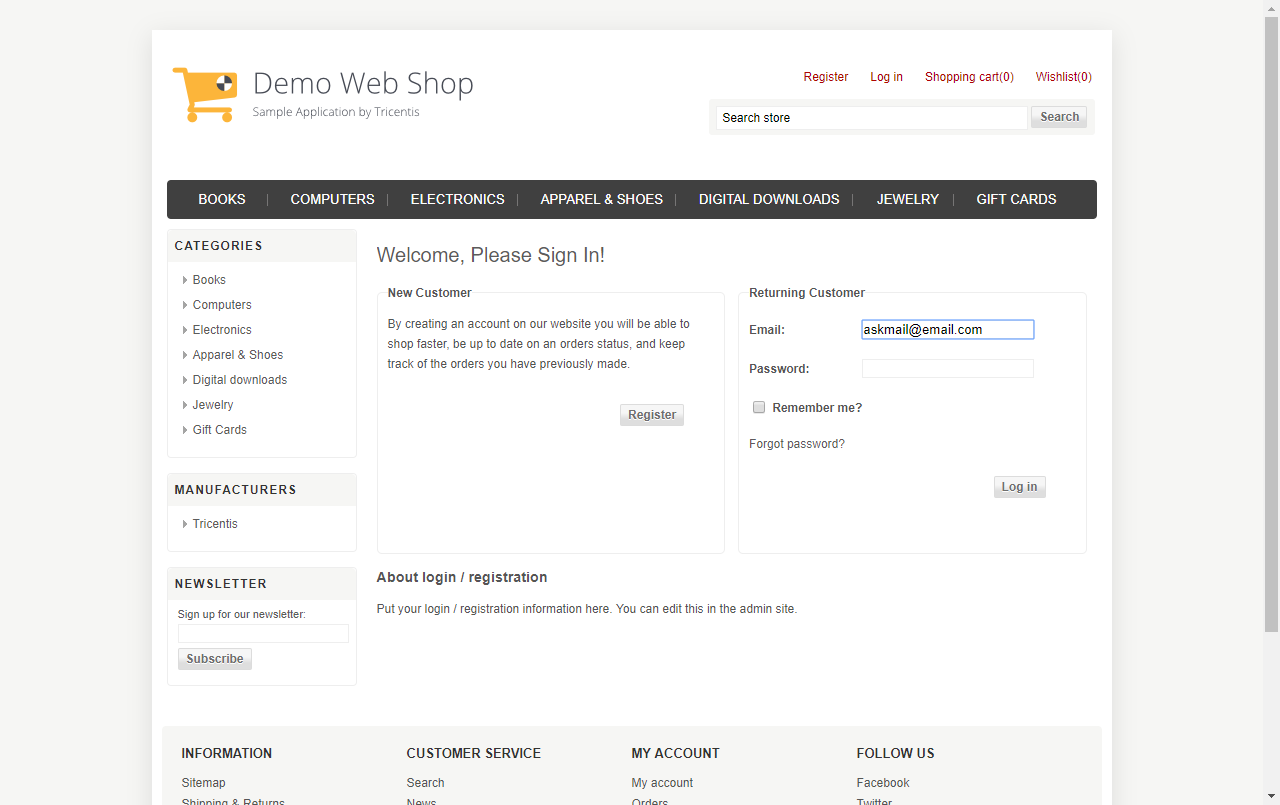 Demo Web Shop
Sample Application by Tricentis
Register Log in Shopping cart(0) Wishlist(0)
Search store Search
BOOKS COMPUTERS ELECTRONICS APPAREL & SHOES DIGITAL DOWNLOADS JEWELRY GIFT CARDS
CATEGORIES
Books
Computers
Electronics
Apparel & Shoes
Digital downloads
Jewelry
Gift Cards
MANUFACTURERS
Tricentis
NEWSLETTER
Sign up for our newsletter:
Subscribe
Welcome, Please Sign In!
New Customer
By creating an account on our website you will be able to
shop faster, be up to date on an orders status, and keep
track of the orders you have previously made.
Register
Returning Customer
Email: askmail@email.com
Password:
Remember me?
Forgot password?
Log in
About login / registration
Put your login / registration information here. You can edit this in the admin site.
INFORMATION
Sitemap
Shipping & Returns
CUSTOMER SERVICE
Search
News
MY ACCOUNT
My account
Orders
FOLLOW US
Facebook
Twitter